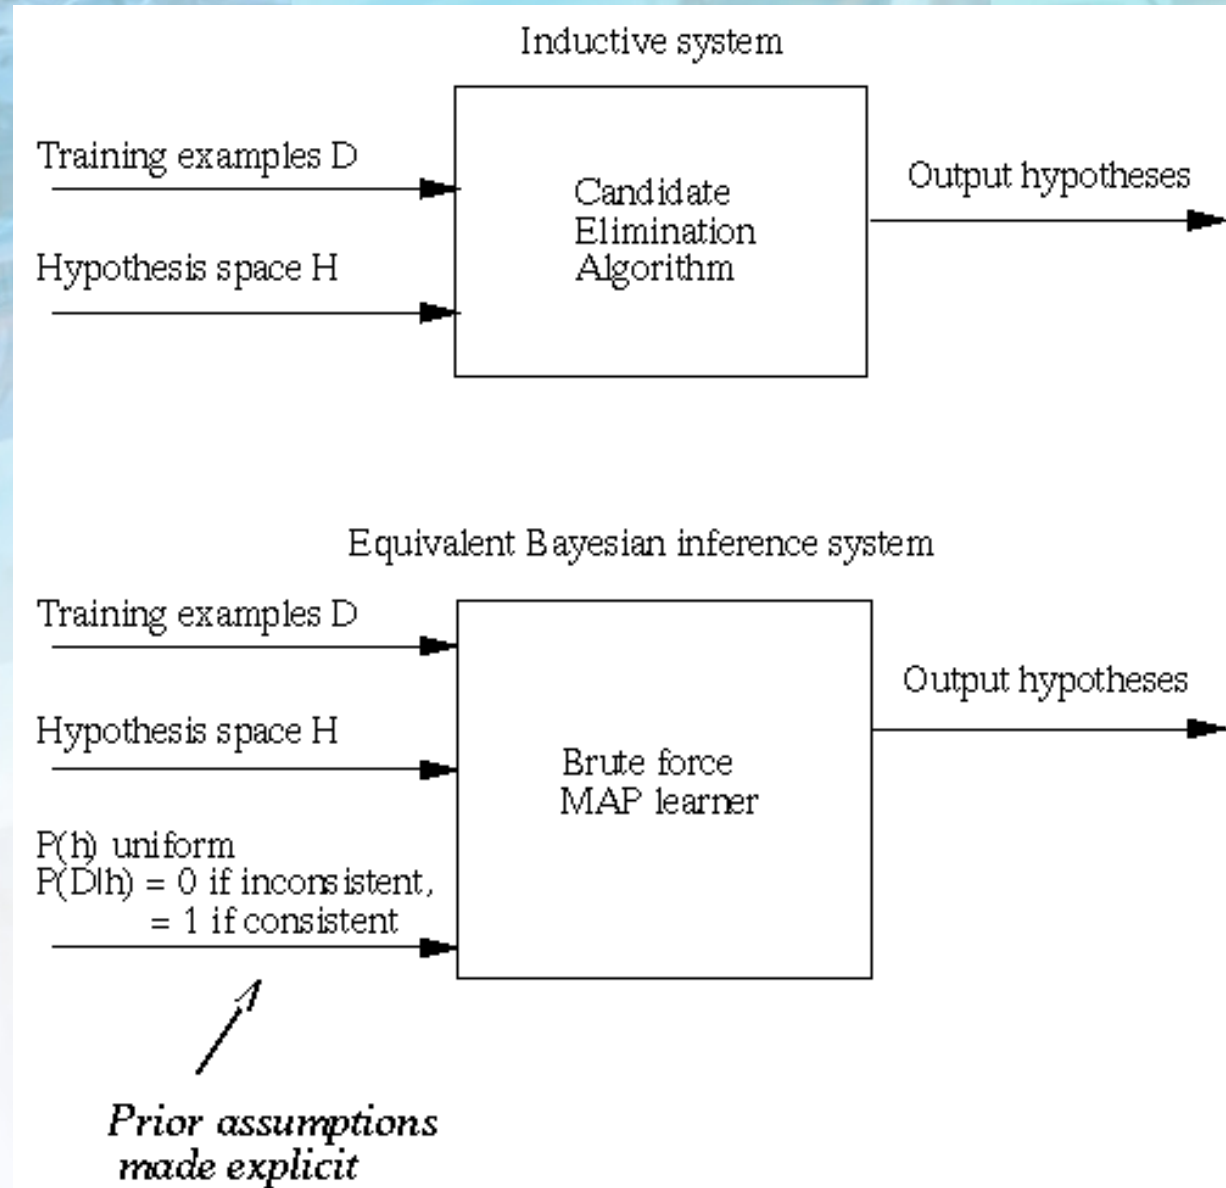 Inductive system
Training examples D
Hypothesis space H
Candidate
Elimination
Algorithm
Output hypotheses
Equivalent Bayesian inference system
Training examples D
Hypothesis space H
P(h) uniform
P(D|h) = 0 if inconsistent,
= 1 if consistent
Brute force
MAP learner
Output hypotheses
Prior assumptions
made explicit